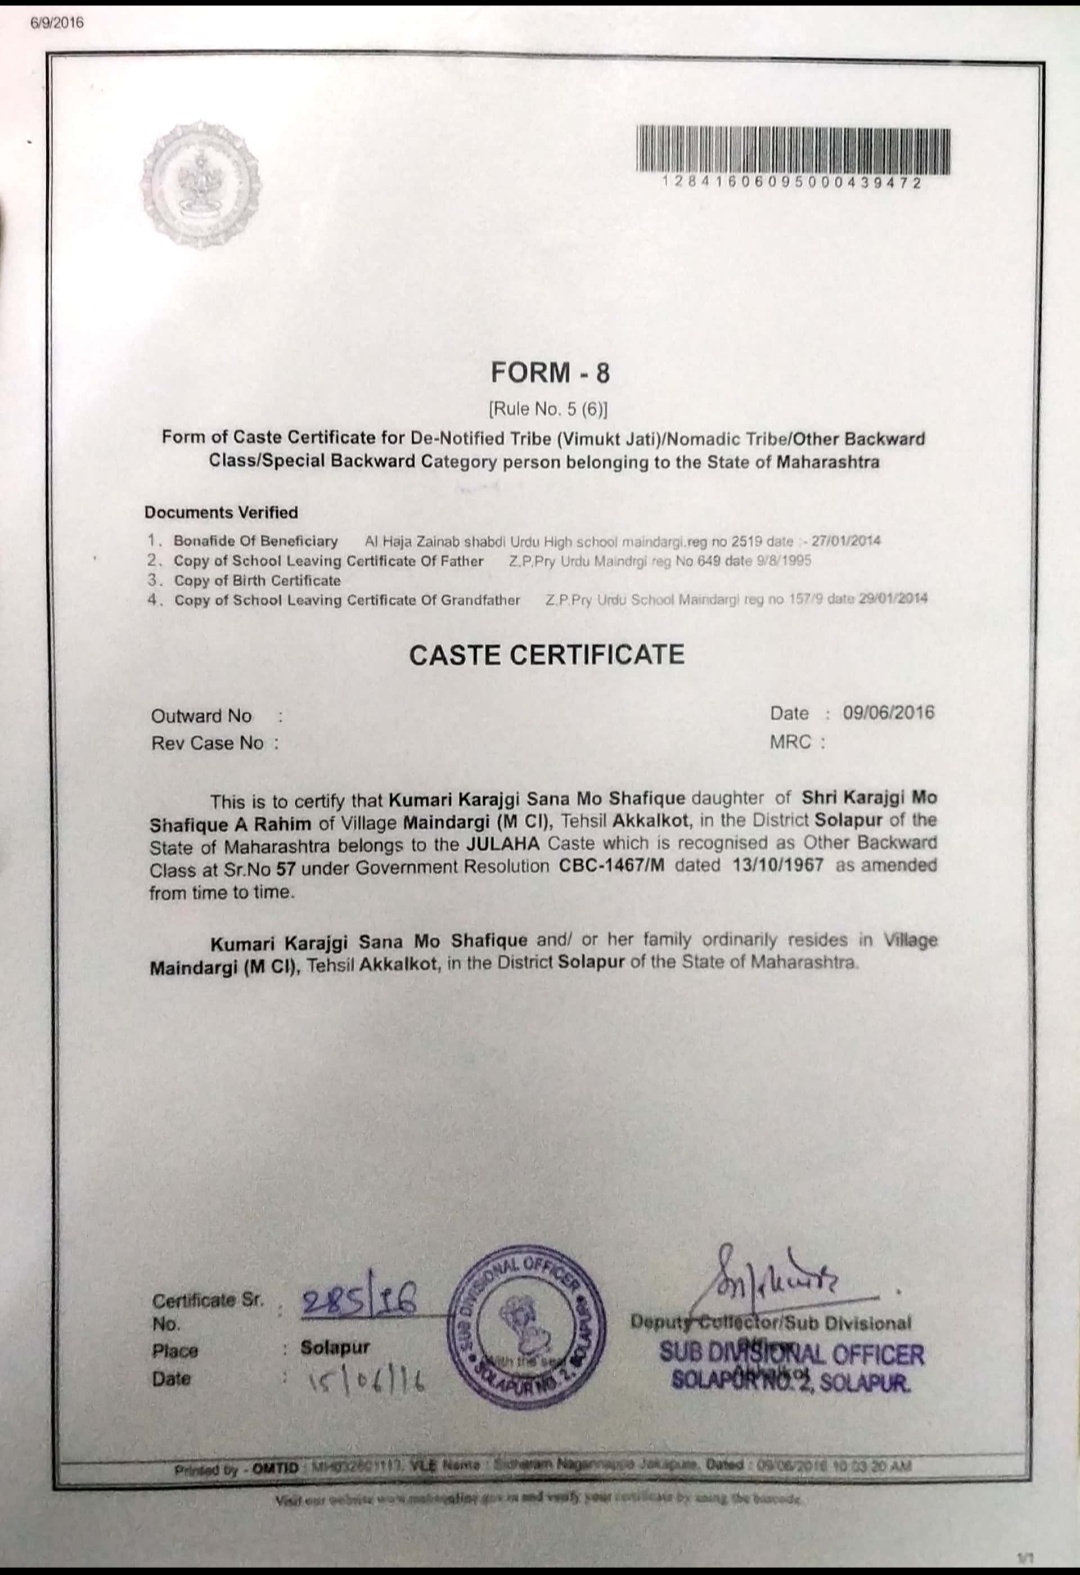 6/9/2016
12841606095000439472
FORM - 8
[Rule No. 5 (6)]
Form of Caste Certificate for De-Notified Tribe (Vimukt Jati)/Nomadic Tribe/Other Backward
Class/Special Backward Category person belonging to the State of Maharashtra
Documents Verified
1. Bonafide Of Beneficiary Al Haja Zainab shabdi Urdu High school maindargi.reg no 2519 date :- 27/01/2014
2. Copy of School Leaving Certificate Of Father Z.P.Pry Urdu Maindrgi reg No 649 date 9/8/1995
3. Copy of Birth Certificate
4. Copy of School Leaving Certificate Of Grandfather Z.P.Pry Urdu School Maindargi reg no 157/9 date 29/01/2014
CASTE CERTIFICATE
Outward No : Date : 09/06/2016
Rev Case No : MRC :
This is to certify that Kumari Karajgi Sana Mo Shafique daughter of Shri Karajgi Mo
Shafique A Rahim of Village Maindargi (M CI), Tehsil Akkalkot, in the District Solapur of the
State of Maharashtra belongs to the JULAHA Caste which is recognised as Other Backward
Class at Sr.No 57 under Government Resolution CBC-1467/M dated 13/10/1967 as amended
from time to time.
Kumari Karajgi Sana Mo Shafique and/ or her family ordinarily resides in Village
Maindargi (M CI), Tehsil Akkalkot, in the District Solapur of the State of Maharashtra.
Certificate Sr. No. : 285/16
Place : Solapur
Date : 15/06/16
SUB DIVISIONAL OFFICER
SOLAPUR NO. 2, SOLAPUR
With the seal
Deputy Collector/Sub Divisional
SUB DIVISIONAL OFFICER
Akkalkot
SOLAPUR NO. 2, SOLAPUR.
Printed by - OMTID : VLE Name : Sidharam Dated : 09/06/2016 10:03:20 AM
Visit our website www.mahaonline.gov.in and verify your certificate by using the barcode.
1/1